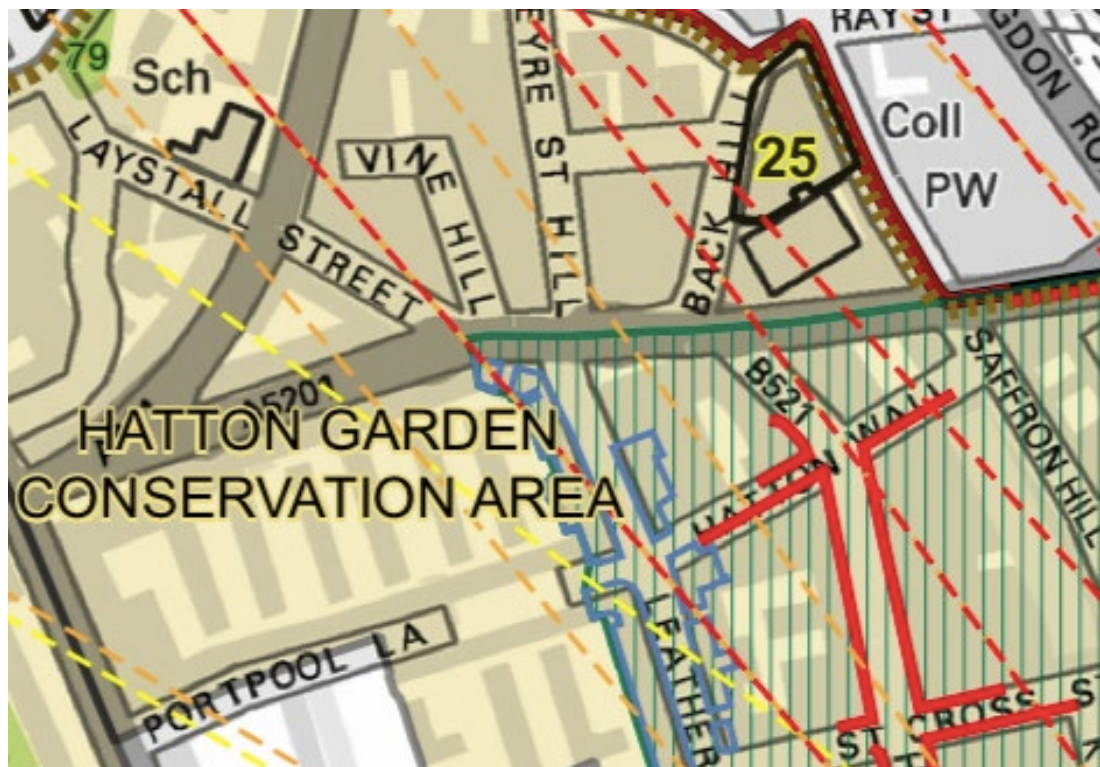 RAY ST
GDON RO
79
Sch
EYRE ST HILL
Coll
PW
LAYSTALL
STREET
VINE HILL
BACK HILL
25
B521
WALL
SAFFRON HILL
HATTON GARDEN
CONSERVATION AREA
LEATHER
PORTPOOL LA
ST
CROSS ST